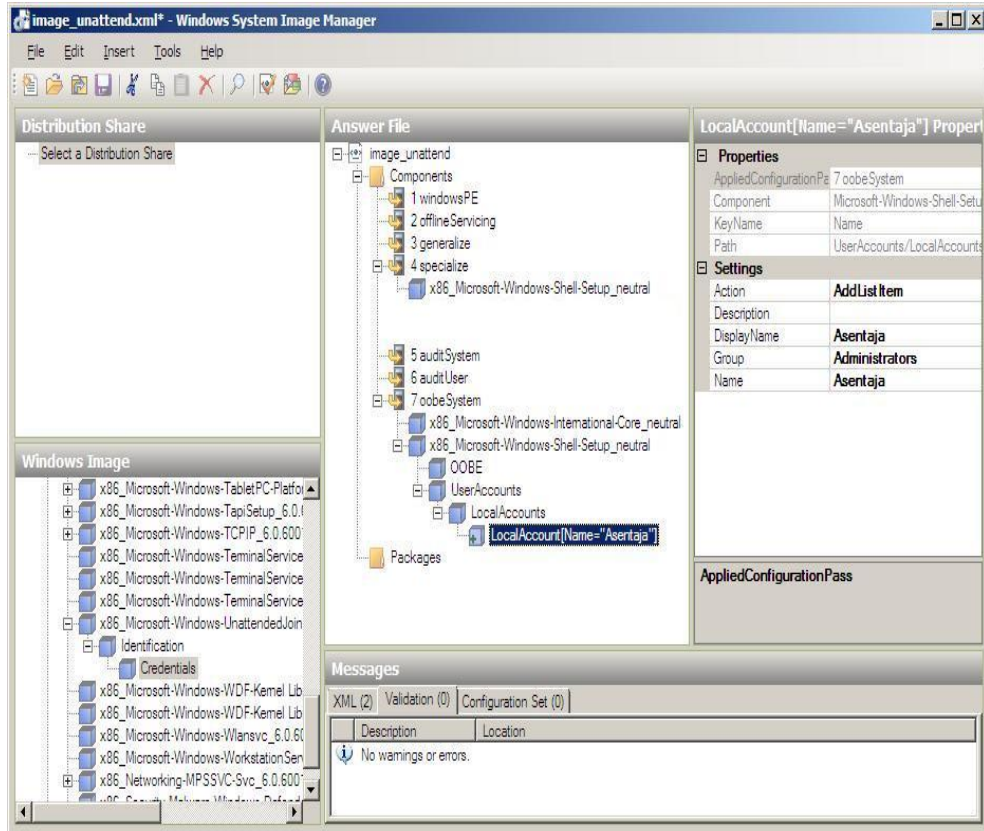 image_unattend.xml* - Windows System Image Manager
File Edit Insert Tools Help
Distribution Share
Select a Distribution Share
Windows Image
x86_Microsoft-Windows-TabletPC-Platfor
x86_Microsoft-Windows-TapiSetup_6.0.
x86_Microsoft-Windows-TCPIP_6.0.600
x86_Microsoft-Windows-TerminalService
x86_Microsoft-Windows-TerminalService
x86_Microsoft-Windows-TerminalService
x86_Microsoft-Windows-UnattendedJoin
Identification
Credentials
x86_Microsoft-Windows-WDF-Kernel Lib
x86_Microsoft-Windows-WDF-Kernel Lib
x86_Microsoft-Windows-Wlansvc_6.0.60
x86_Microsoft-Windows-WorkstationSer
x86_Networking-MPSSVC-Svc_6.0.600
Answer File
image_unattend
Components
1 windowsPE
2 offlineServicing
3 generalize
4 specialize
x86_Microsoft-Windows-Shell-Setup_neutral
5 auditSystem
6 auditUser
7 oobeSystem
x86_Microsoft-Windows-International-Core_neutral
x86_Microsoft-Windows-Shell-Setup_neutral
OOBE
UserAccounts
LocalAccounts
LocalAccount[Name="Asentaja"]
Packages
LocalAccount[Name="Asentaja"] Propert
Properties
AppliedConfigurationPa 7 oobeSystem
Component Microsoft-Windows-Shell-Setu
KeyName Name
Path UserAccounts/LocalAccounts
Settings
Action AddListItem
Description
DisplayName Asentaja
Group Administrators
Name Asentaja
AppliedConfigurationPass
Messages
XML (2) Validation (0) Configuration Set (0)
Description Location
No warnings or errors.